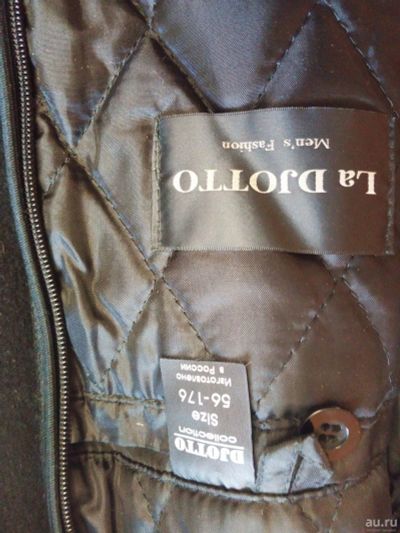 La DJOTTO
Men's Fashion
DJOTTO
collection
Size
56-176
Изготовлено
в России
au.ru